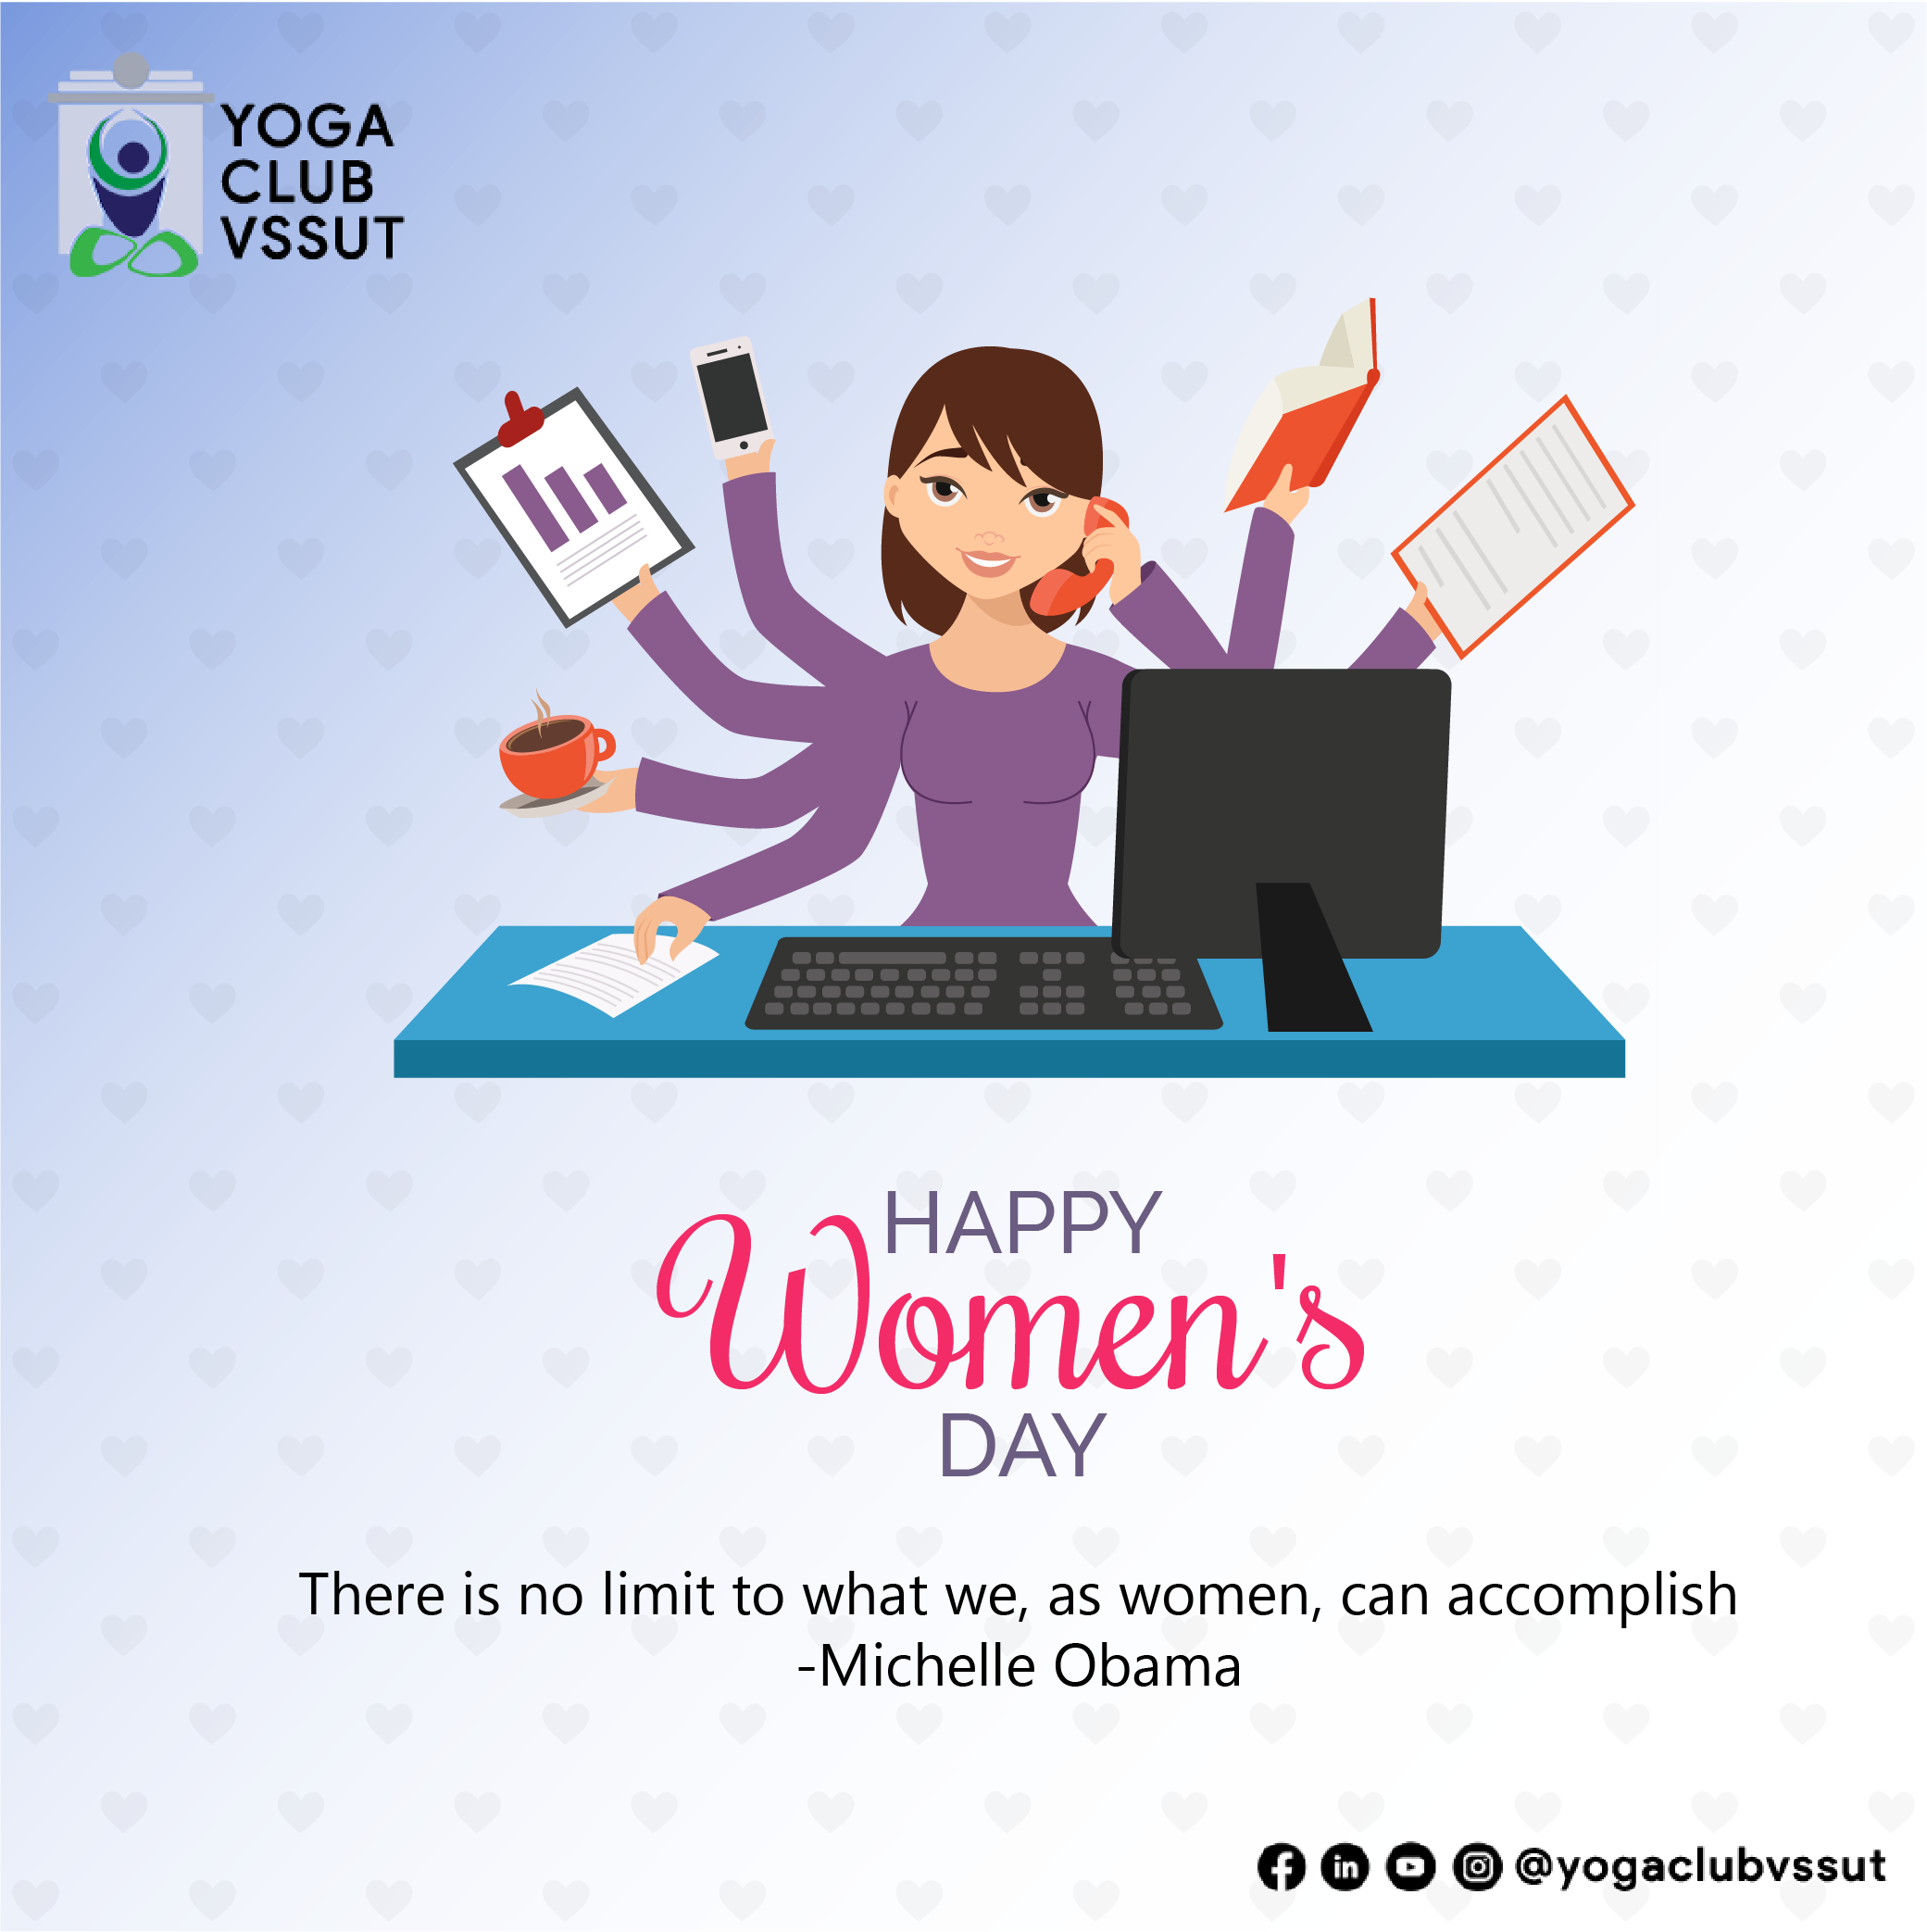 YOGA
CLUB
VSSUT
HAPPY
Women's
DAY
There is no limit to what we, as women, can accomplish
-Michelle Obama
@yogaclubvssut